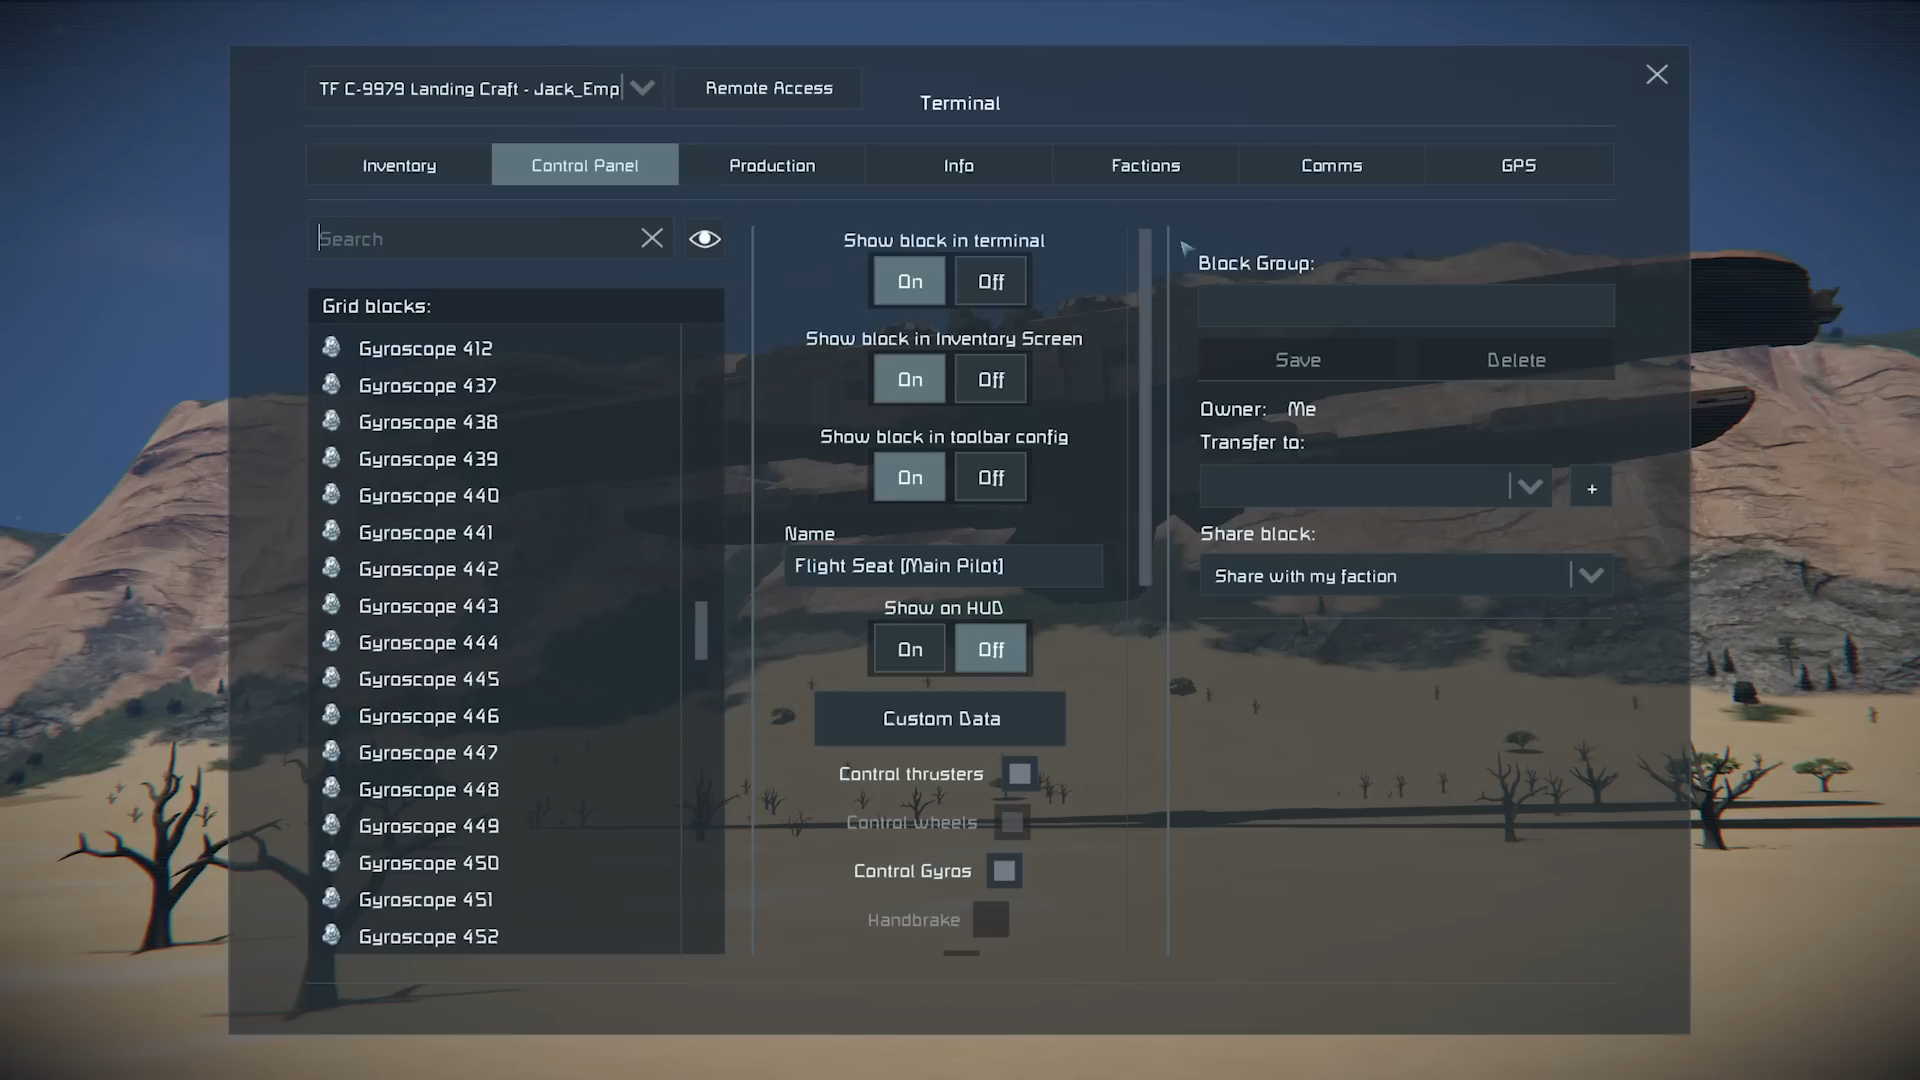 TF C-9979 Landing Craft - Jack_Emp
Remote Access
Terminal
Inventory
Control Panel
Production
Info
Factions
Comms
GPS
Search
Grid blocks:
Gyroscope 412
Gyroscope 437
Gyroscope 438
Gyroscope 439
Gyroscope 440
Gyroscope 441
Gyroscope 442
Gyroscope 443
Gyroscope 444
Gyroscope 445
Gyroscope 446
Gyroscope 447
Gyroscope 448
Gyroscope 449
Gyroscope 450
Gyroscope 451
Gyroscope 452
Show block in terminal
On Off
Show block in Inventory Screen
On Off
Show block in toolbar config
On Off
Name
Flight Seat [Main Pilot]
Show on HUD
On Off
Custom Data
Control thrusters
Control wheels
Control Gyros
Handbrake
Block Group:
Save
Delete
Owner: Me
Transfer to:
+
Share block:
Share with my faction